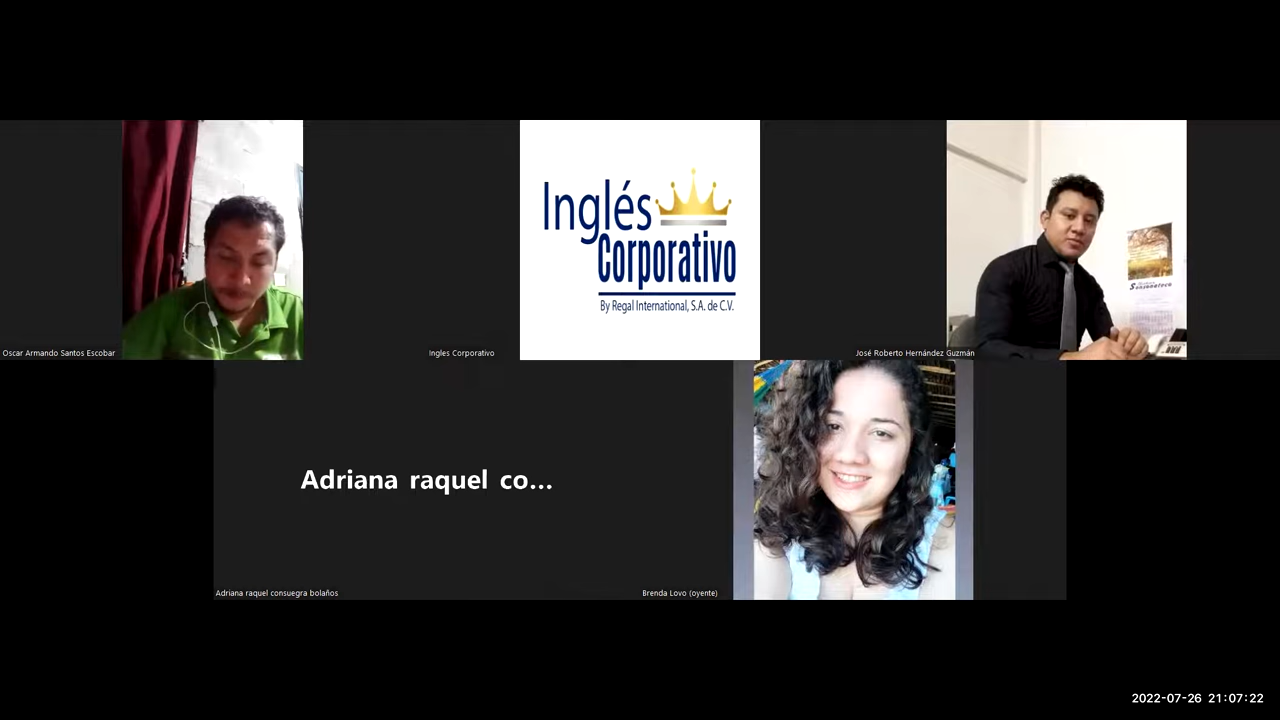 Inglés
Corporativo
By Regal International, S.A. de C.V.
Oscar Armando Santos Escobar
Ingles Corporativo
José Roberto Hernández Guzmán
Adriana raquel co...
Adriana raquel consuegra bolaños
Brenda Lovo (oyente)
2022-07-26 21:07:22